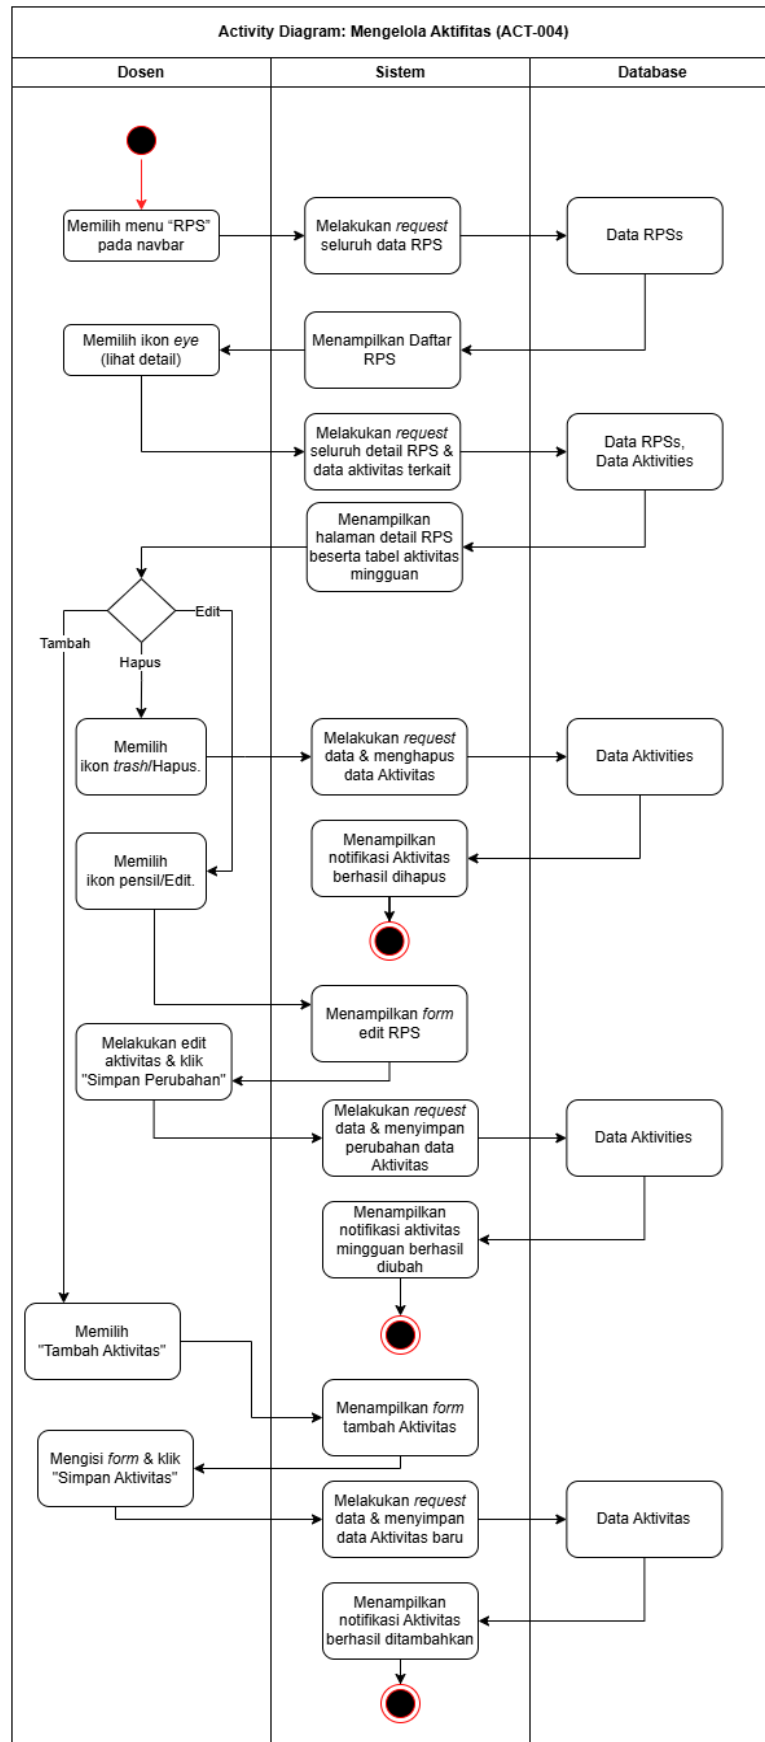 Activity Diagram: Mengelola Aktifitas (ACT-004)
Dosen
Sistem
Database
Memilih menu “RPS”
pada navbar
Melakukan request
seluruh data RPS
Data RPSs
Memilih ikon eye
(lihat detail)
Menampilkan Daftar
RPS
Melakukan request
seluruh detail RPS &
data aktivitas terkait
Data RPSs,
Data Aktivities
Menampilkan
halaman detail RPS
beserta tabel aktivitas
mingguan
Edit
Tambah
Hapus
Memilih
ikon trash/Hapus.
Melakukan request
data & menghapus
data Aktivitas
Data Aktivities
Memilih
ikon pensil/Edit.
Menampilkan
notifikasi Aktivitas
berhasil dihapus
Menampilkan form
edit RPS
Melakukan edit
aktivitas & klik
"Simpan Perubahan"
Melakukan request
data & menyimpan
perubahan data
Aktivitas
Data Aktivities
Menampilkan
notifikasi aktivitas
mingguan berhasil
diubah
Memilih
"Tambah Aktivitas"
Menampilkan form
tambah Aktivitas
Mengisi form & klik
"Simpan Aktivitas"
Melakukan request
data & menyimpan
data Aktivitas baru
Data Aktivitas
Menampilkan
notifikasi Aktivitas
berhasil ditambahkan